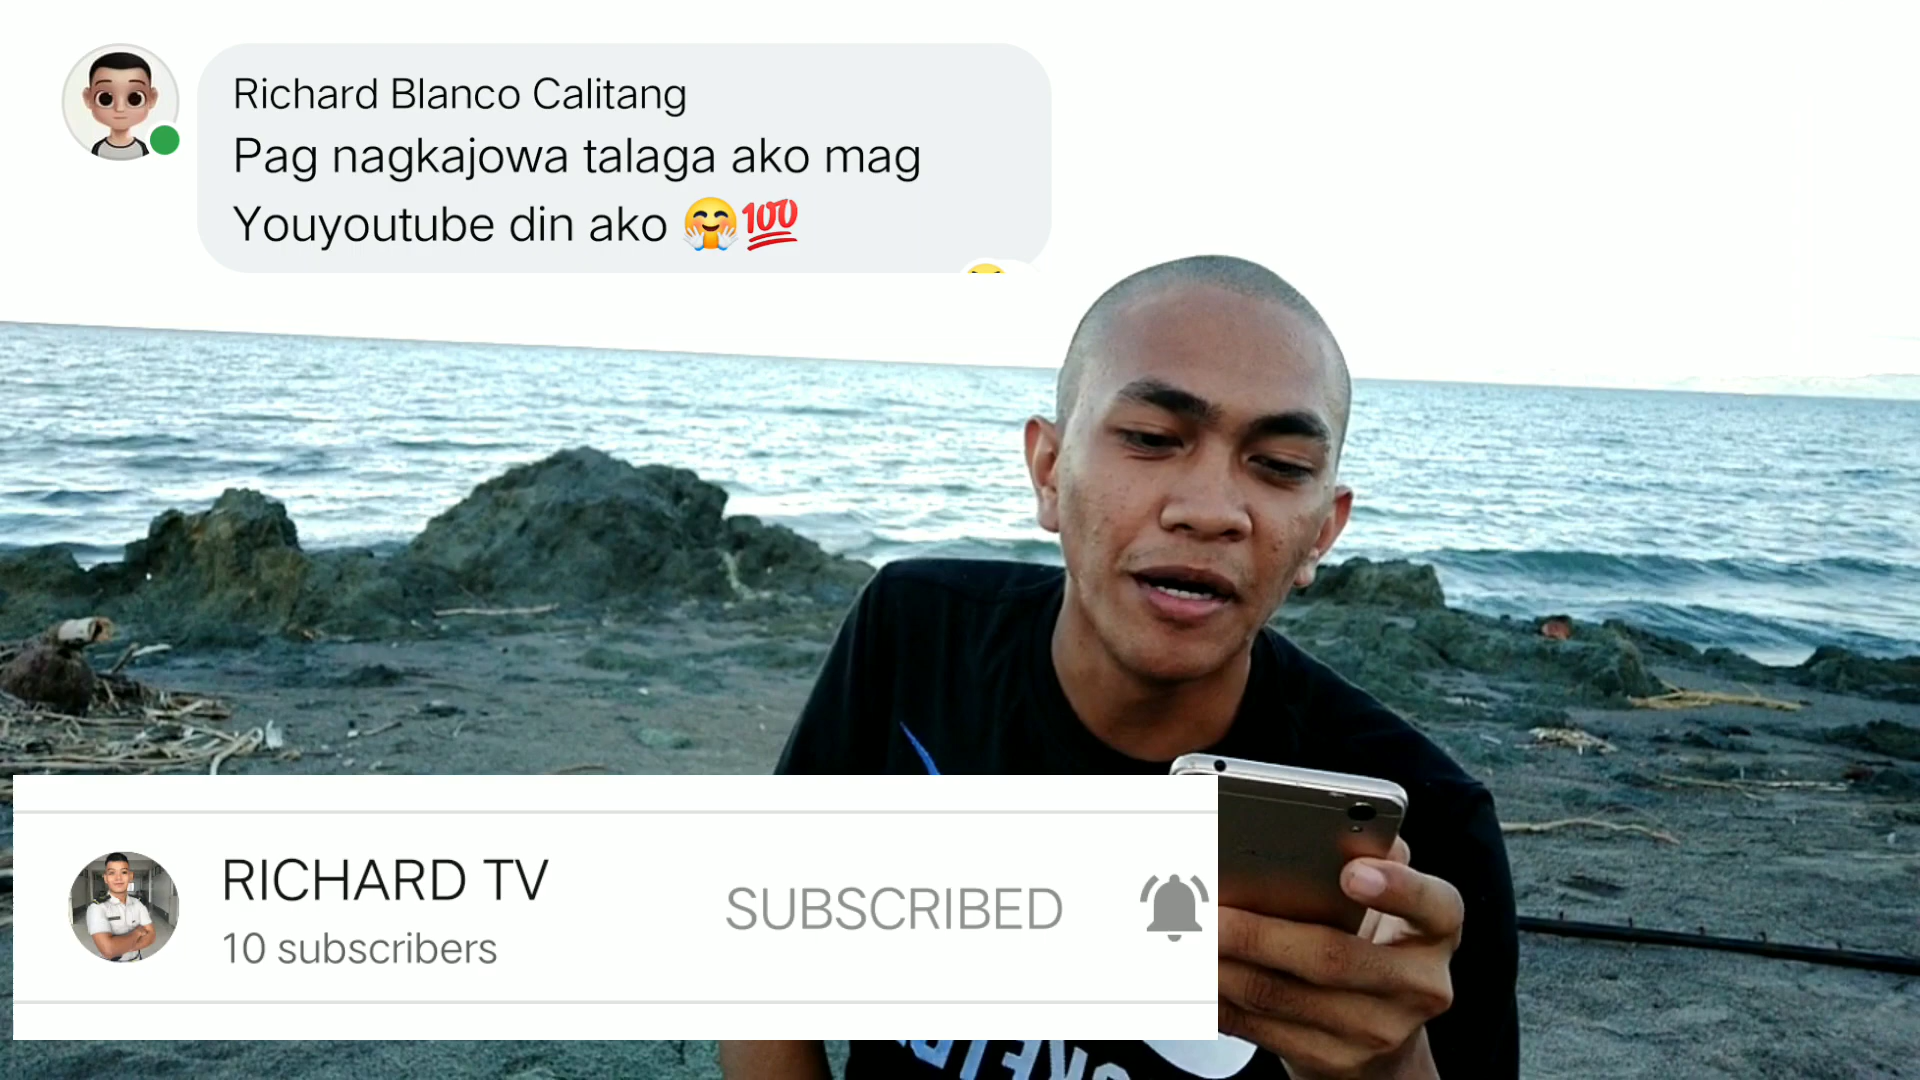 Richard Blanco Calitang
Pag nagkajowa talaga ako mag
Youyoutube din ako 🤗💯
RICHARD TV
SUBSCRIBED
10 subscribers